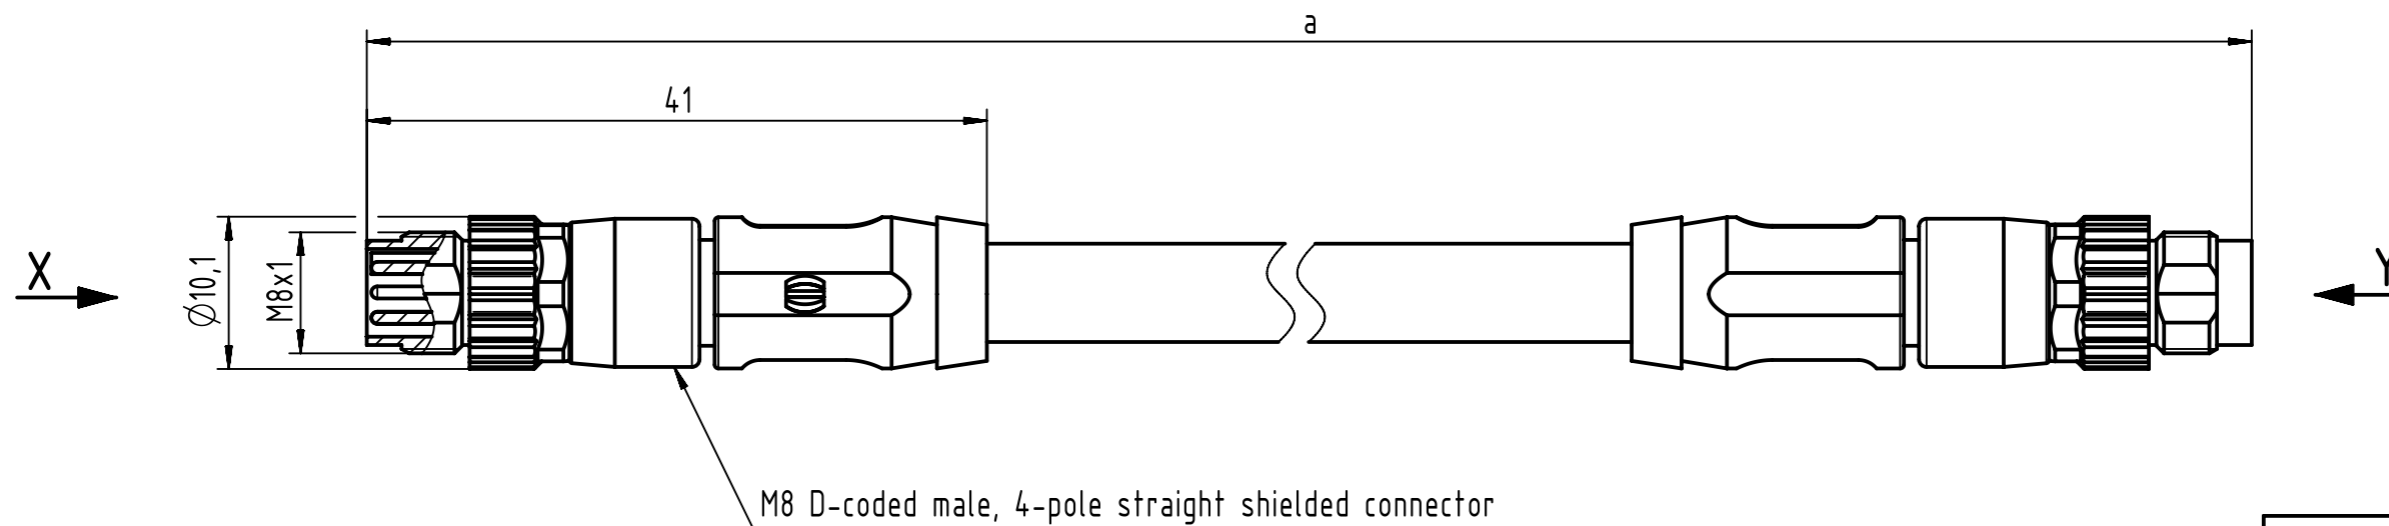 a
41
X
Y
Ø10,1
M8x1
M8 D-coded male, 4-pole straight shielded connector